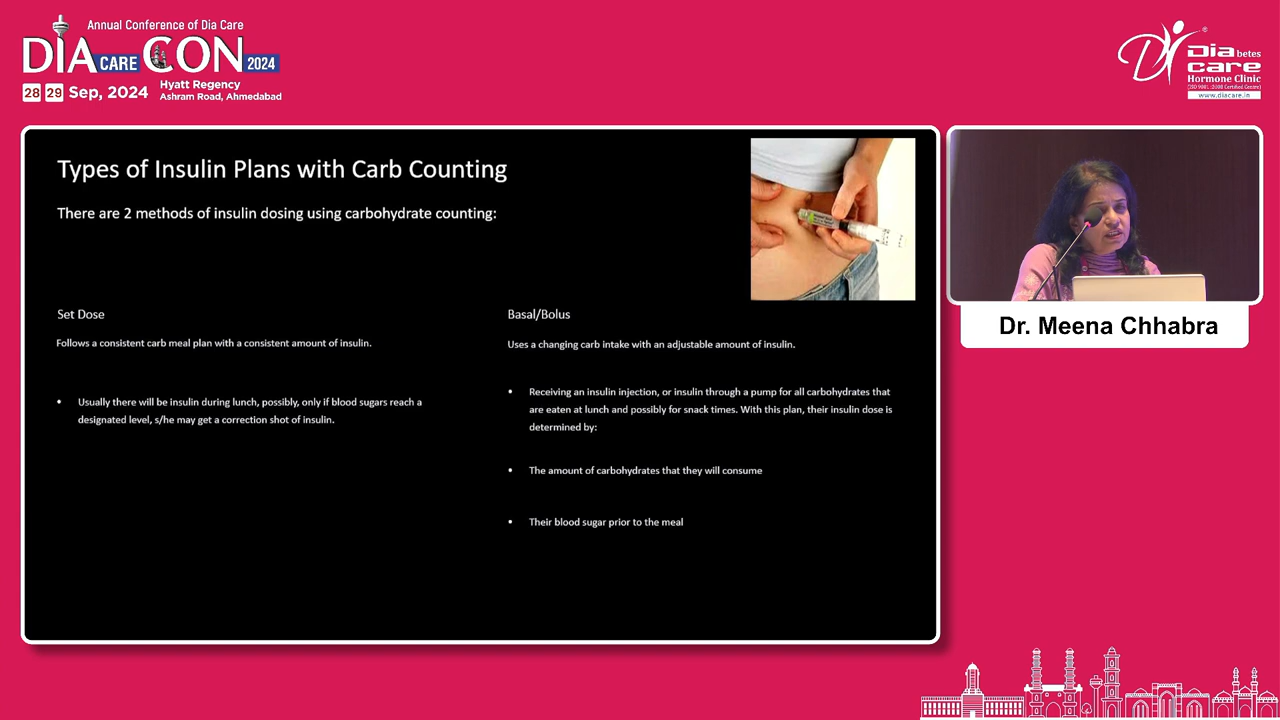 Annual Conference of Dia Care
DIA CARE CON 2024
28 29 Sep, 2024
Hyatt Regency
Ashram Road, Ahmedabad
Diabetes
care
Hormone Clinic
www.diacare.in
Types of Insulin Plans with Carb Counting
There are 2 methods of insulin dosing using carbohydrate counting:
Set Dose
Follows a consistent carb meal plan with a consistent amount of insulin.
• Usually there will be insulin during lunch, possibly, only if blood sugars reach a
designated level, s/he may get a correction shot of insulin.
Basal/Bolus
Uses a changing carb intake with an adjustable amount of insulin.
• Receiving an insulin injection, or insulin through a pump for all carbohydrates that
are eaten at lunch and possibly for snack times. With this plan, their insulin dose is
determined by:
• The amount of carbohydrates that they will consume
• Their blood sugar prior to the meal
Dr. Meena Chhabra